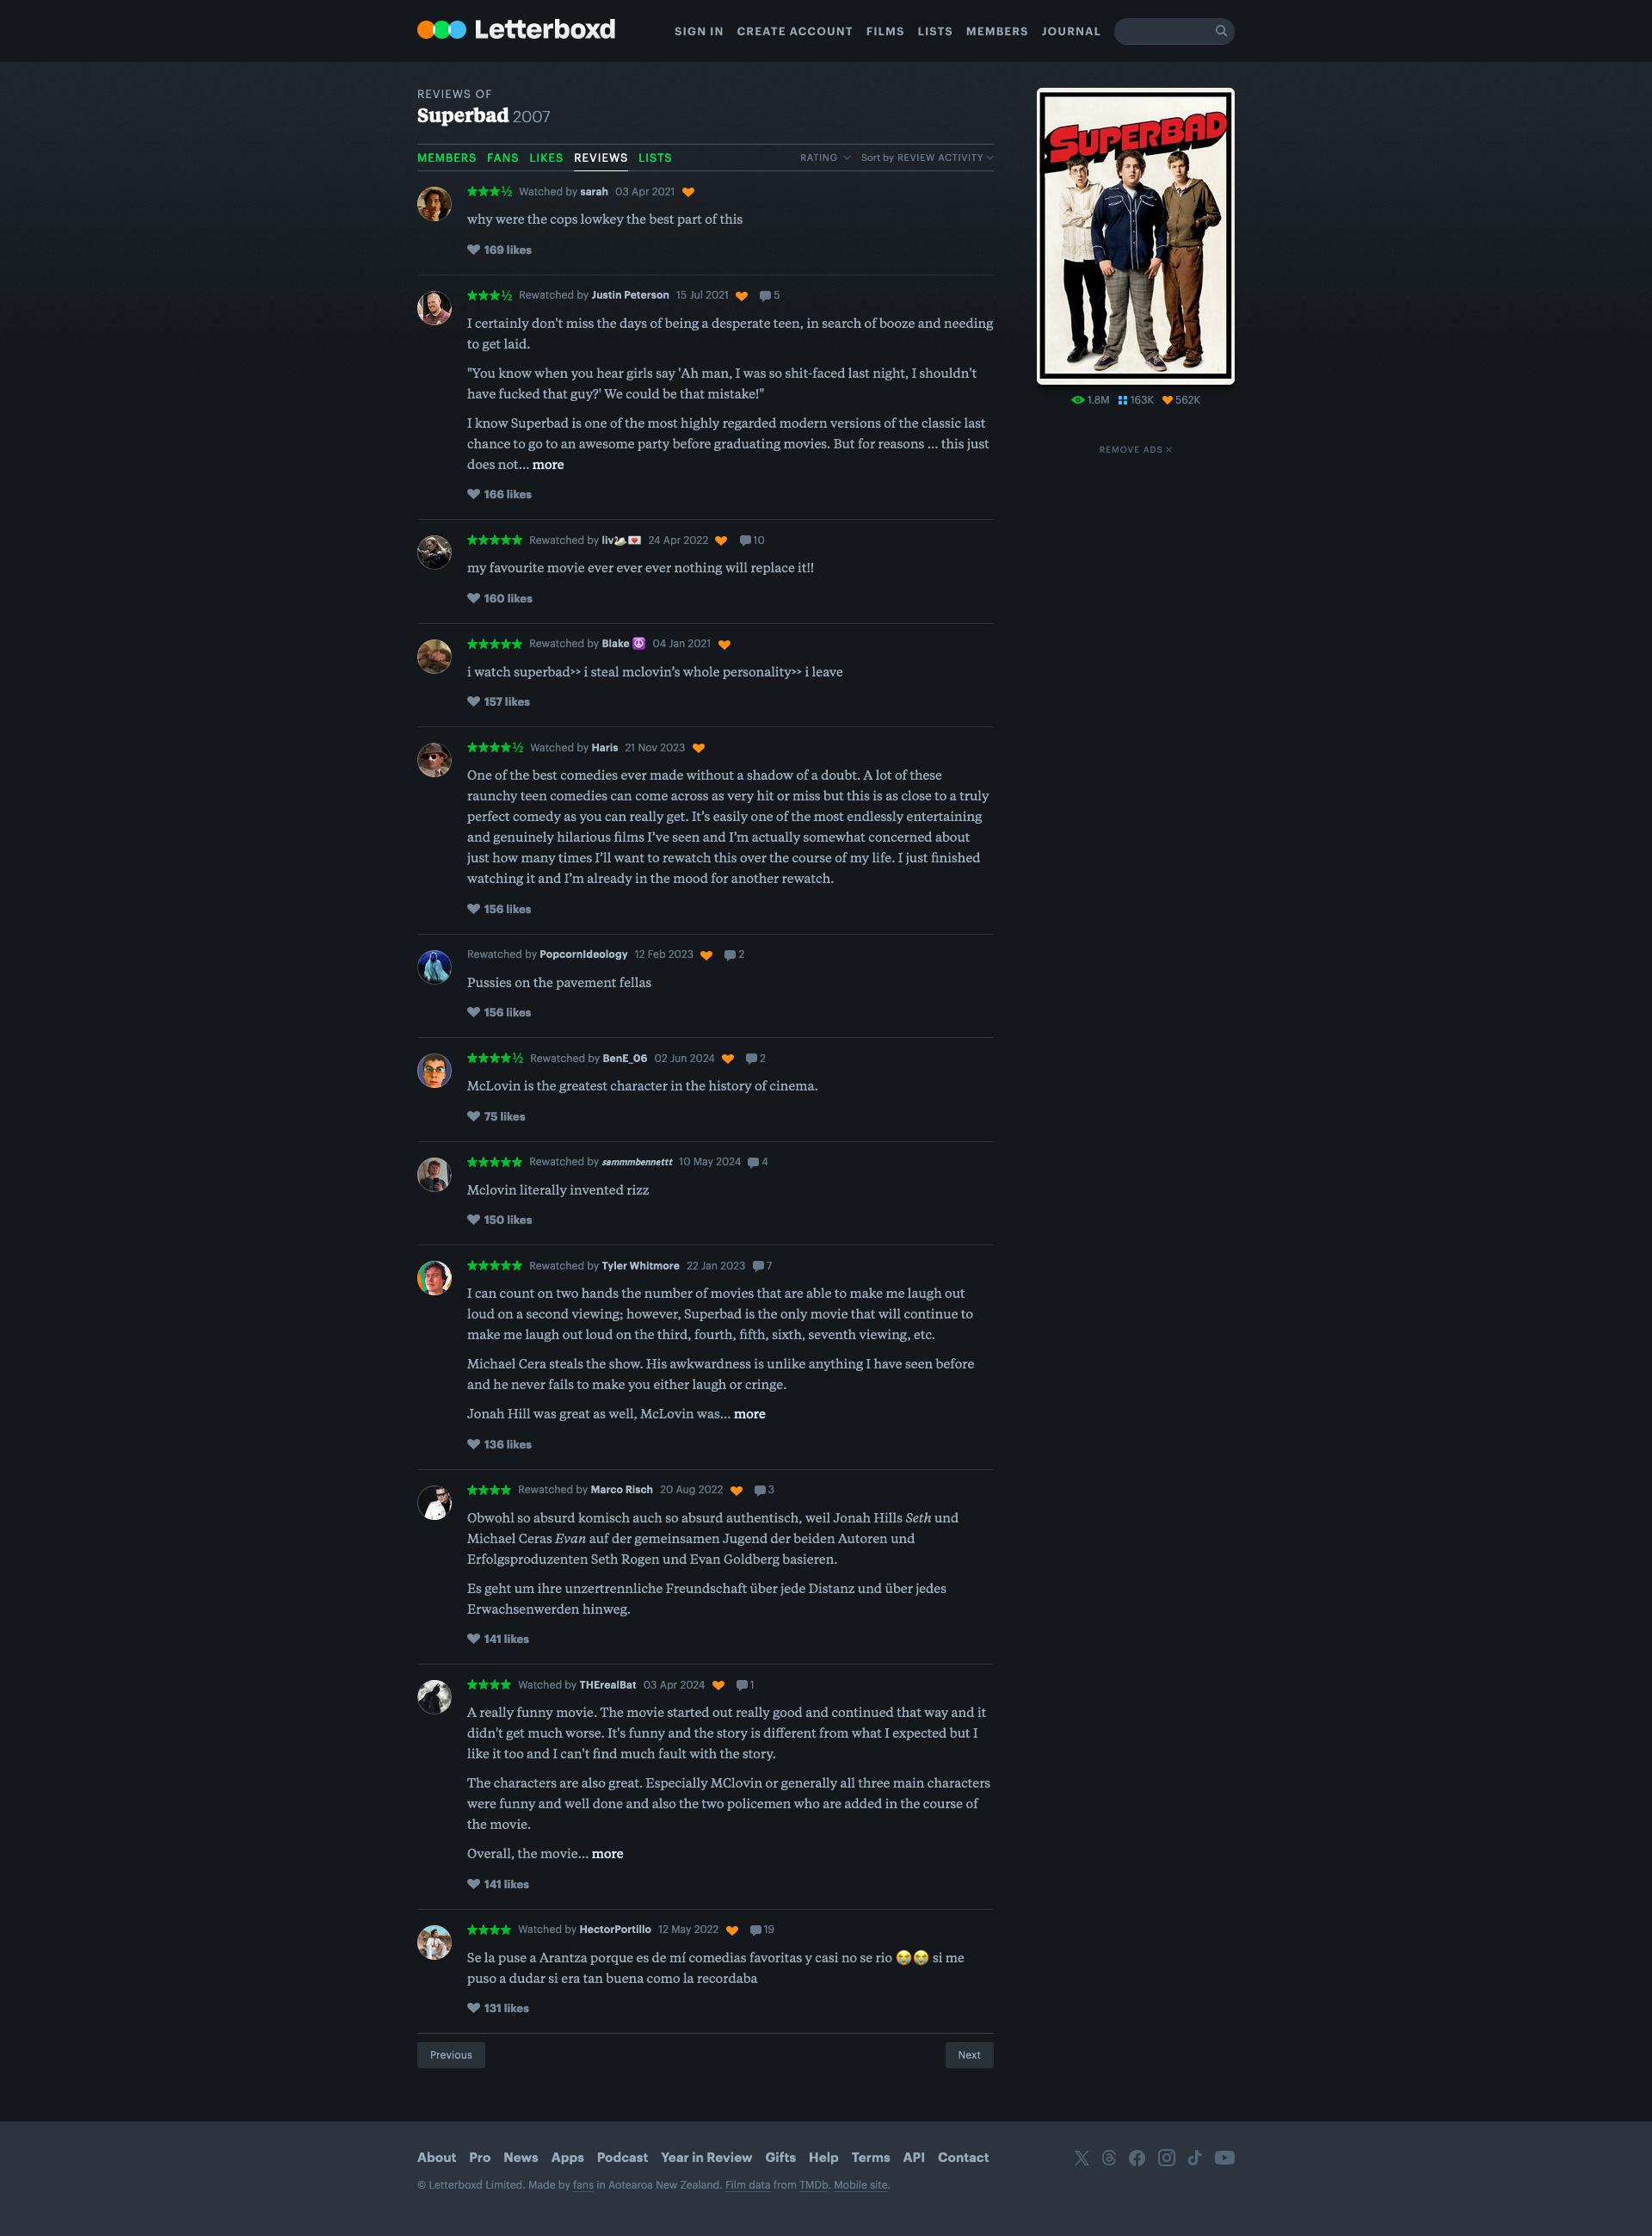 Letterboxd
SIGN IN CREATE ACCOUNT FILMS LISTS MEMBERS JOURNAL
REVIEWS OF
Superbad 2007
MEMBERS FANS LIKES REVIEWS LISTS
RATING Sort by REVIEW ACTIVITY
SUPERBAD
1.8M 163K 562K
REMOVE ADS
★★★½ Watched by sarah 03 Apr 2021
why were the cops lowkey the best part of this
169 likes
★★★½ Rewatched by Justin Peterson 15 Jul 2021 5
I certainly don't miss the days of being a desperate teen, in search of booze and needing
to get laid.
"You know when you hear girls say 'Ah man, I was so shit-faced last night, I shouldn't
have fucked that guy?' We could be that mistake!"
I know Superbad is one of the most highly regarded modern versions of the classic last
chance to go to an awesome party before graduating movies. But for reasons ... this just
does not... more
166 likes
★★★★★ Rewatched by liv🦢💌 24 Apr 2022 10
my favourite movie ever ever ever nothing will replace it!!
160 likes
★★★★★ Rewatched by Blake ☮️ 04 Jan 2021
i watch superbad>> i steal mclovin’s whole personality>> i leave
157 likes
★★★★½ Watched by Haris 21 Nov 2023
One of the best comedies ever made without a shadow of a doubt. A lot of these
raunchy teen comedies can come across as very hit or miss but this is as close to a truly
perfect comedy as you can really get. It’s easily one of the most endlessly entertaining
and genuinely hilarious films I’ve seen and I’m actually somewhat concerned about
just how many times I’ll want to rewatch this over the course of my life. I just finished
watching it and I’m already in the mood for another rewatch.
156 likes
Rewatched by PopcornIdeology 12 Feb 2023 2
Pussies on the pavement fellas
156 likes
★★★★½ Rewatched by BenE_06 02 Jun 2024 2
McLovin is the greatest character in the history of cinema.
75 likes
★★★★★ Rewatched by sammmbennettt 10 May 2024 4
Mclovin literally invented rizz
150 likes
★★★★★ Rewatched by Tyler Whitmore 22 Jan 2023 7
I can count on two hands the number of movies that are able to make me laugh out
loud on a second viewing; however, Superbad is the only movie that will continue to
make me laugh out loud on the third, fourth, fifth, sixth, seventh viewing, etc.
Michael Cera steals the show. His awkwardness is unlike anything I have seen before
and he never fails to make you either laugh or cringe.
Jonah Hill was great as well, McLovin was... more
136 likes
★★★★ Rewatched by Marco Risch 20 Aug 2022 3
Obwohl so absurd komisch auch so absurd authentisch, weil Jonah Hills Seth und
Michael Ceras Evan auf der gemeinsamen Jugend der beiden Autoren und
Erfolgsproduzenten Seth Rogen und Evan Goldberg basieren.
Es geht um ihre unzertrennliche Freundschaft über jede Distanz und über jedes
Erwachsenwerden hinweg.
141 likes
★★★★ Watched by THErealBat 03 Apr 2024 1
A really funny movie. The movie started out really good and continued that way and it
didn't get much worse. It's funny and the story is different from what I expected but I
like it too and I can't find much fault with the story.
The characters are also great. Especially MClovin or generally all three main characters
were funny and well done and also the two policemen who are added in the course of
the movie.
Overall, the movie... more
141 likes
★★★★ Watched by HectorPortillo 12 May 2022 19
Se la puse a Arantza porque es de mí comedias favoritas y casi no se rio 😭😭 si me
puso a dudar si era tan buena como la recordaba
131 likes
Previous Next
About Pro News Apps Podcast Year in Review Gifts Help Terms API Contact
© Letterboxd Limited. Made by fans in Aotearoa New Zealand. Film data from TMDb. Mobile site.